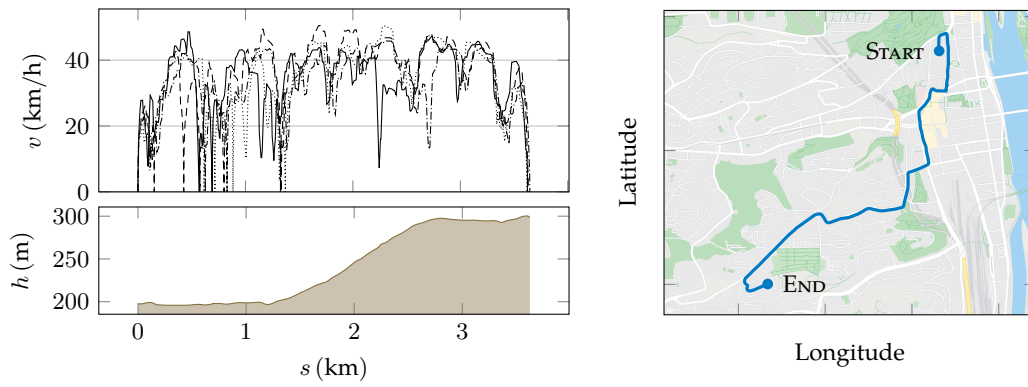 40
20
0
v (km/h)
300
250
200
h (m)
0 1 2 3
s (km)
START
END
Latitude
Longitude